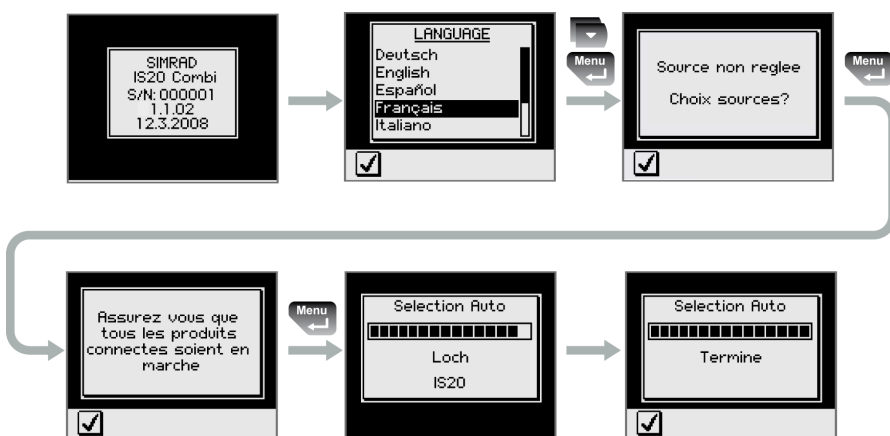 SIMRAD
IS20 Combi
S/N: 000001
1.1.02
12.3.2008
LANGUAGE
Deutsch
English
Español
Français
Italiano
Menu
Source non reglee
Choix sources?
Menu
Assurez vous que
tous les produits
connectes soient en
marche
Menu
Selection Auto
Loch
IS20
Selection Auto
Termine